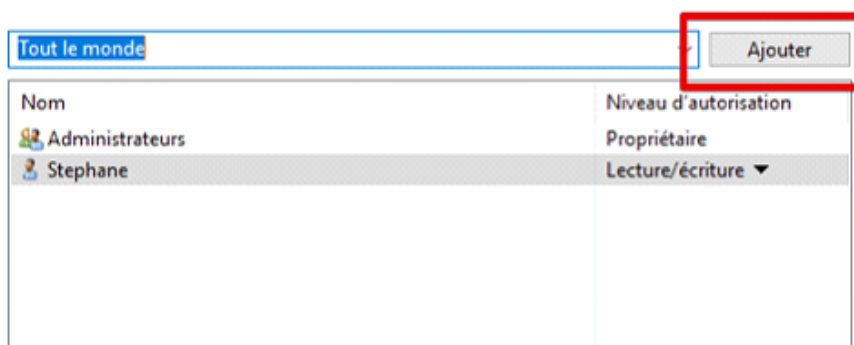 Tout le monde
Ajouter
Nom Niveau d'autorisation
Administrateurs Propriétaire
Stephane Lecture/écriture